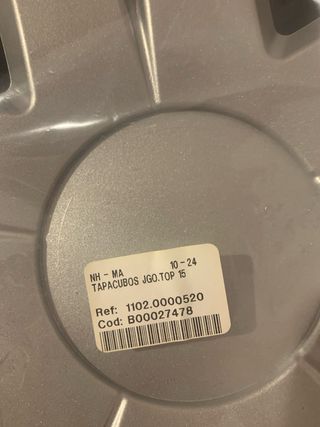 NH - MA 10-24
TAPACUBOS JGO.TOP 15
Ref: 1102.0000520
Cod: B00027478